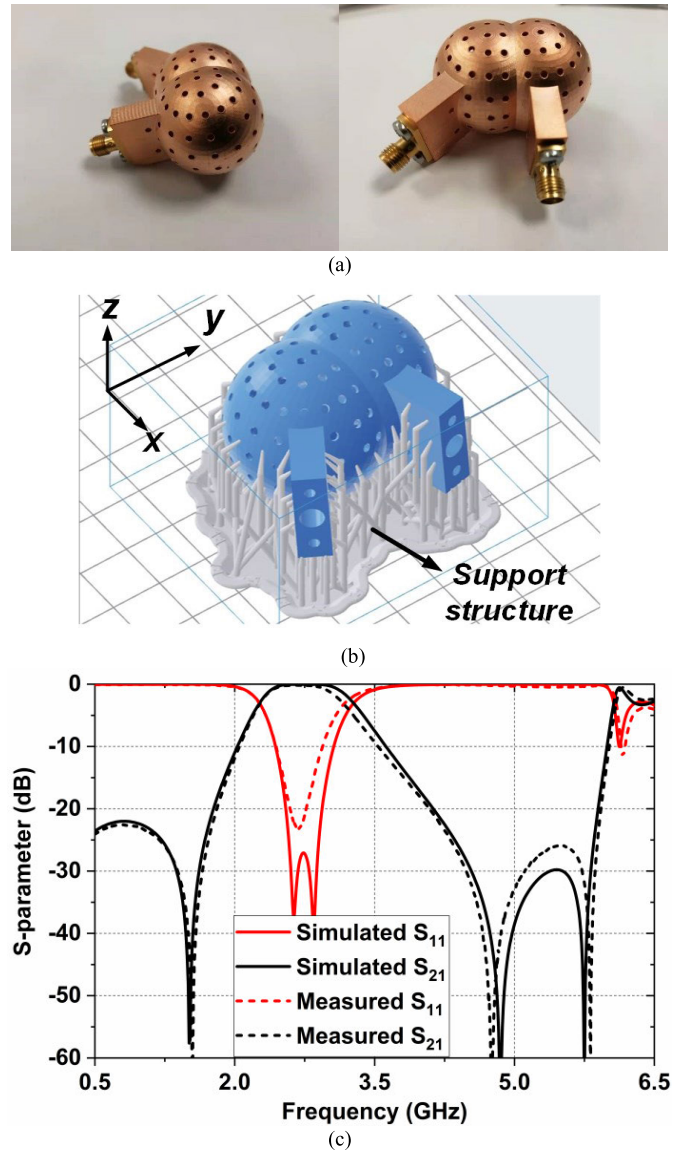 (a)
z
y
x
Support
structure
(b)
S-parameter (dB)
0
-10
-20
-30
-40
-50
-60
Simulated S11
Simulated S21
Measured S11
Measured S21
0.5 2.0 3.5 5.0 6.5
Frequency (GHz)
(c)